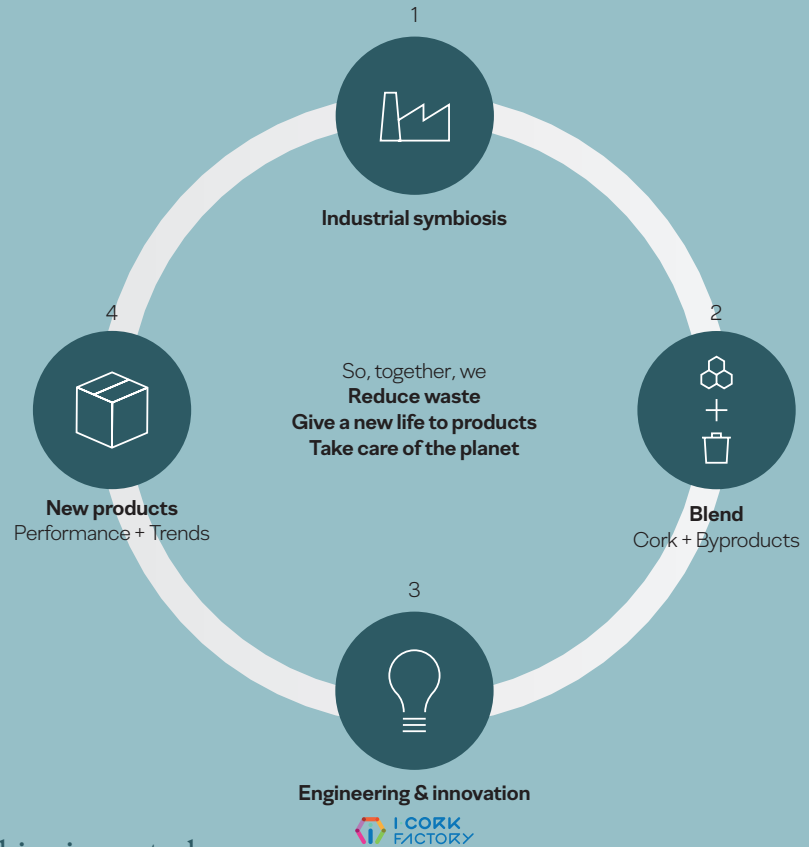 1
Industrial symbiosis
4
2
So, together, we
Reduce waste
Give a new life to products
Take care of the planet
+
New products
Performance + Trends
Blend
Cork + Byproducts
3
Engineering & innovation
I CORK
FACTORY